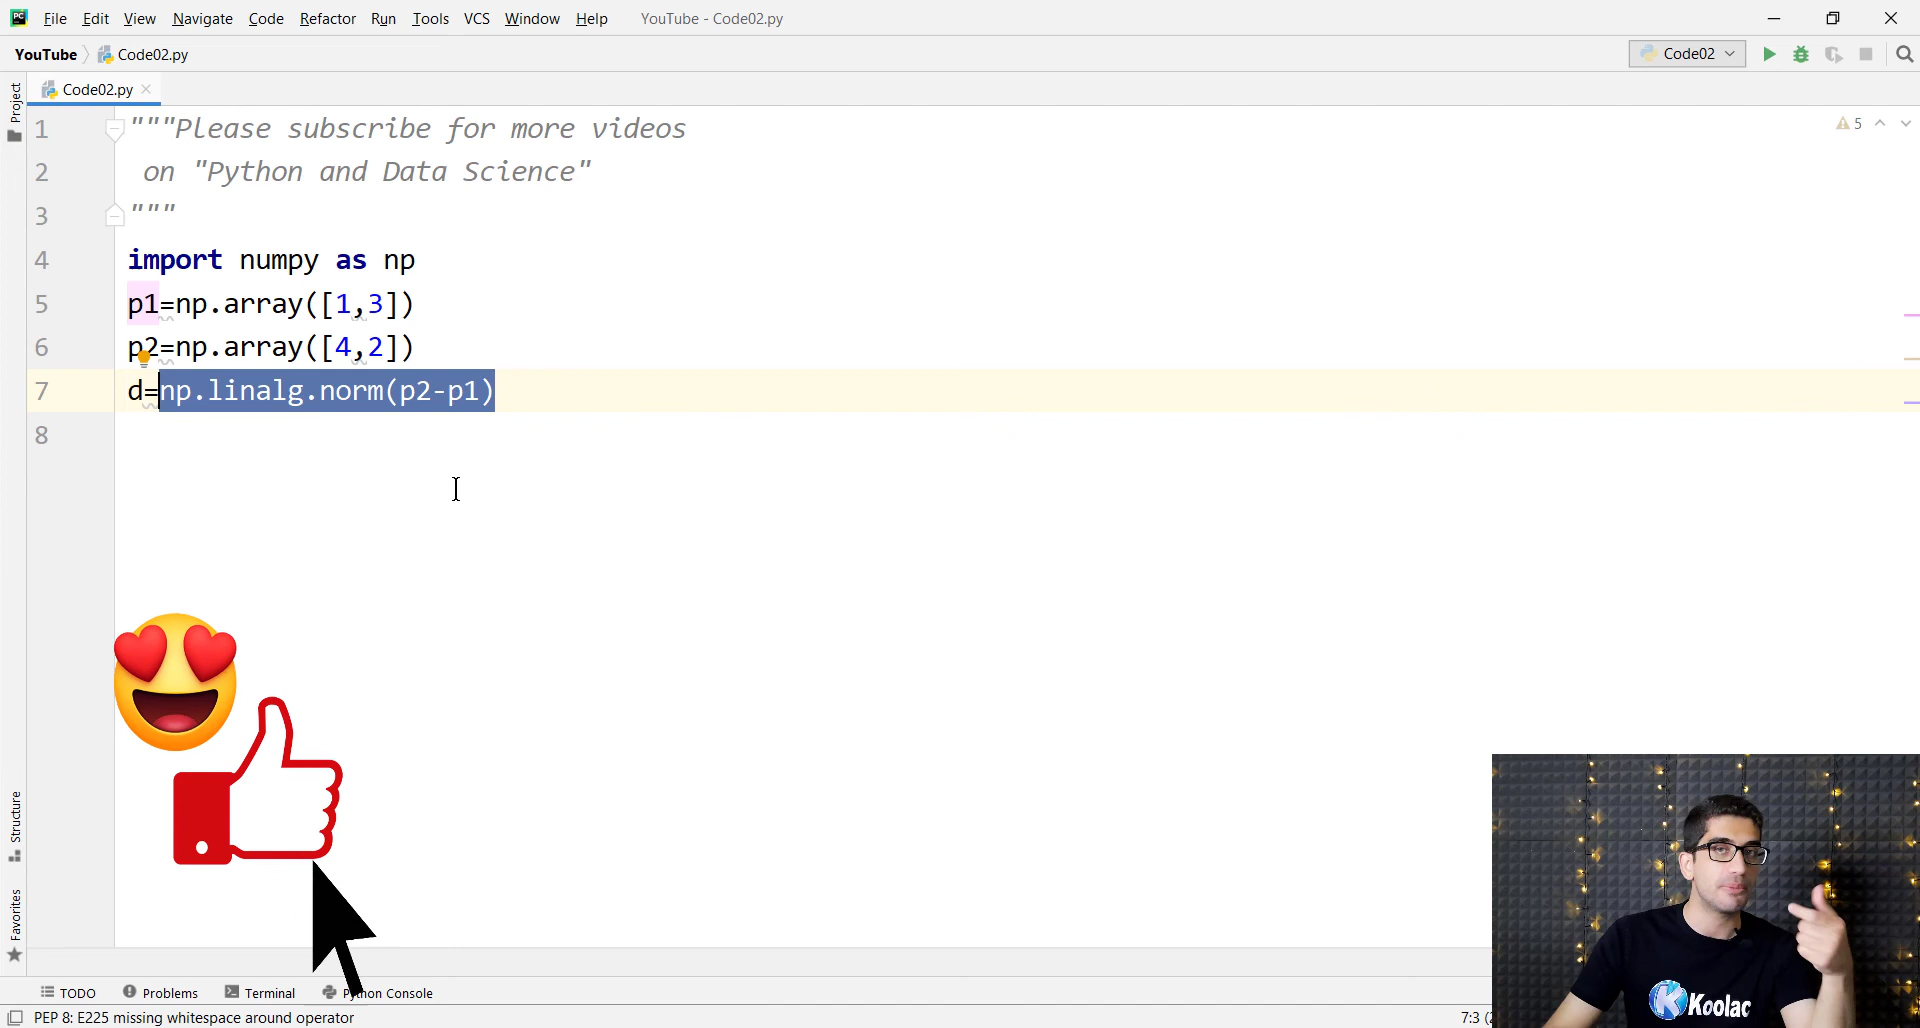 PC File Edit View Navigate Code Refactor Run Tools VCS Window Help YouTube - Code02.py
YouTube Code02.py Code02
Project
Code02.py
1 """Please subscribe for more videos 5
2 on "Python and Data Science"
3 """
4 import numpy as np
5 p1=np.array([1,3])
6 p2=np.array([4,2])
7 d=np.linalg.norm(p2-p1)
8
Structure
Favorites
Koolac
TODO Problems Terminal Python Console
PEP 8: E225 missing whitespace around operator 7:3